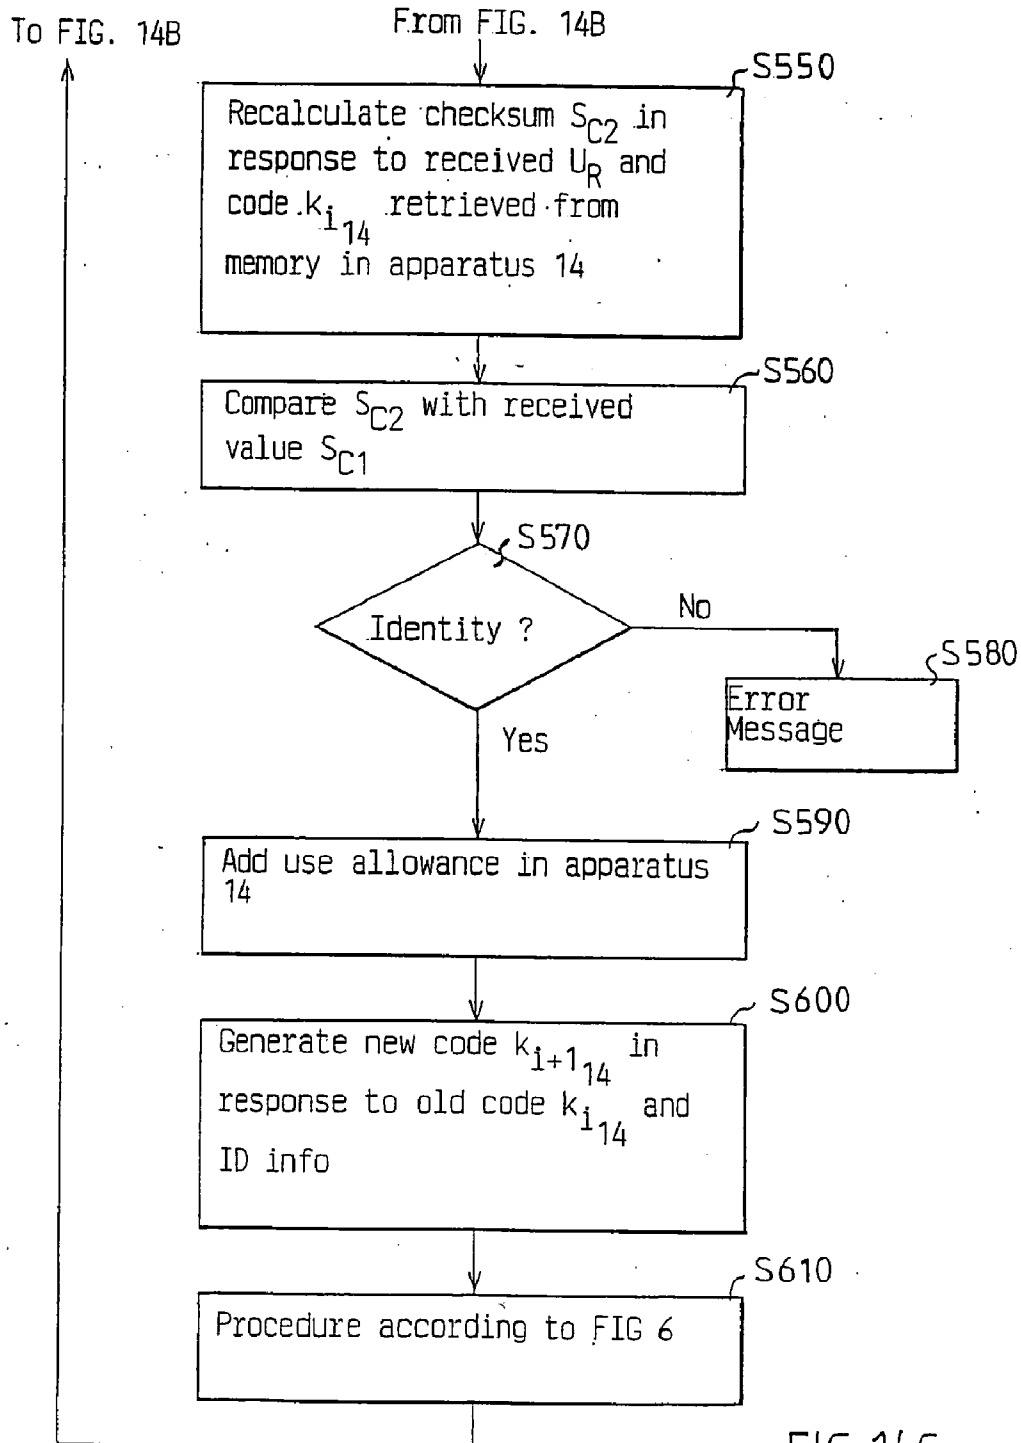 To FIG. 14B
From FIG. 14B
S550
Recalculate checksum S_C2 in
response to received U_R and
code k_i_14 retrieved from
memory in apparatus 14
S560
Compare S_C2 with received
value S_C1
S570
Identity ?
No
S580
Error
Message
Yes
S590
Add use allowance in apparatus
14
S600
Generate new code k_i+1_14 in
response to old code k_i_14 and
ID info
S610
Procedure according to FIG 6